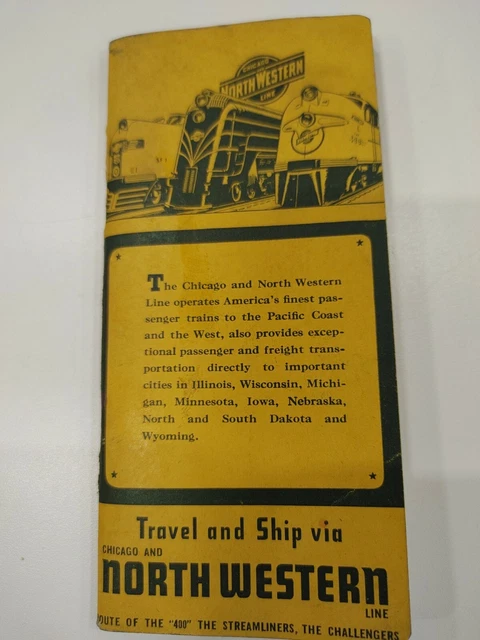 CHICAGO
NORTH WESTERN
LINE
The Chicago and North Western
Line operates America's finest pas-
senger trains to the Pacific Coast
and the West, also provides excep-
tional passenger and freight trans-
portation directly to important
cities in Illinois, Wisconsin, Michi-
gan, Minnesota, Iowa, Nebraska,
North and South Dakota and
Wyoming.
Travel and Ship via
CHICAGO AND
NORTH WESTERN
LINE
OUTE OF THE "400" THE STREAMLINERS, THE CHALLENGERS